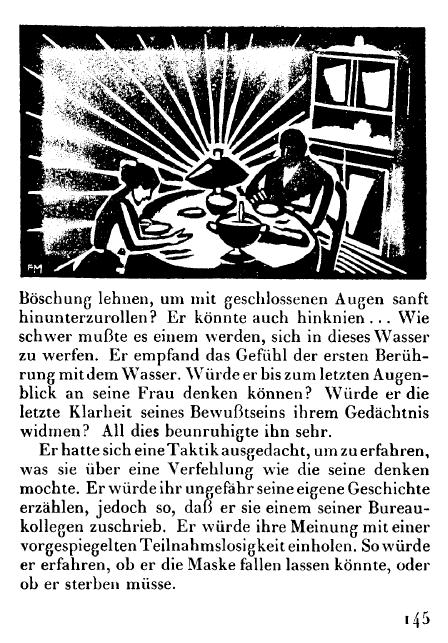 FM
Böschung lehnen, um mit geschlossenen Augen sanft
hinunterzurollen? Er könnte auch hinknien ... Wie
schwer mußte es einem werden, sich in dieses Wasser
zu werfen. Er empfand das Gefühl der ersten Berüh-
rung mit dem Wasser. Würde er bis zum letzten Augen-
blick an seine Frau denken können? Würde er die
letzte Klarheit seines Bewußtseins ihrem Gedächtnis
widmen? All dies beunruhigte ihn sehr.
Er hatte sich eine Taktik ausgedacht, um zu erfahren,
was sie über eine Verfehlung wie die seine denken
mochte. Er würde ihr ungefähr seine eigene Geschichte
erzählen, jedoch so, daß er sie einem seiner Bureau-
kollegen zuschrieb. Er würde ihre Meinung mit einer
vorgespiegelten Teilnahmslosigkeit einholen. So würde
er erfahren, ob er die Maske fallen lassen könnte, oder
ob er sterben müsse.
145